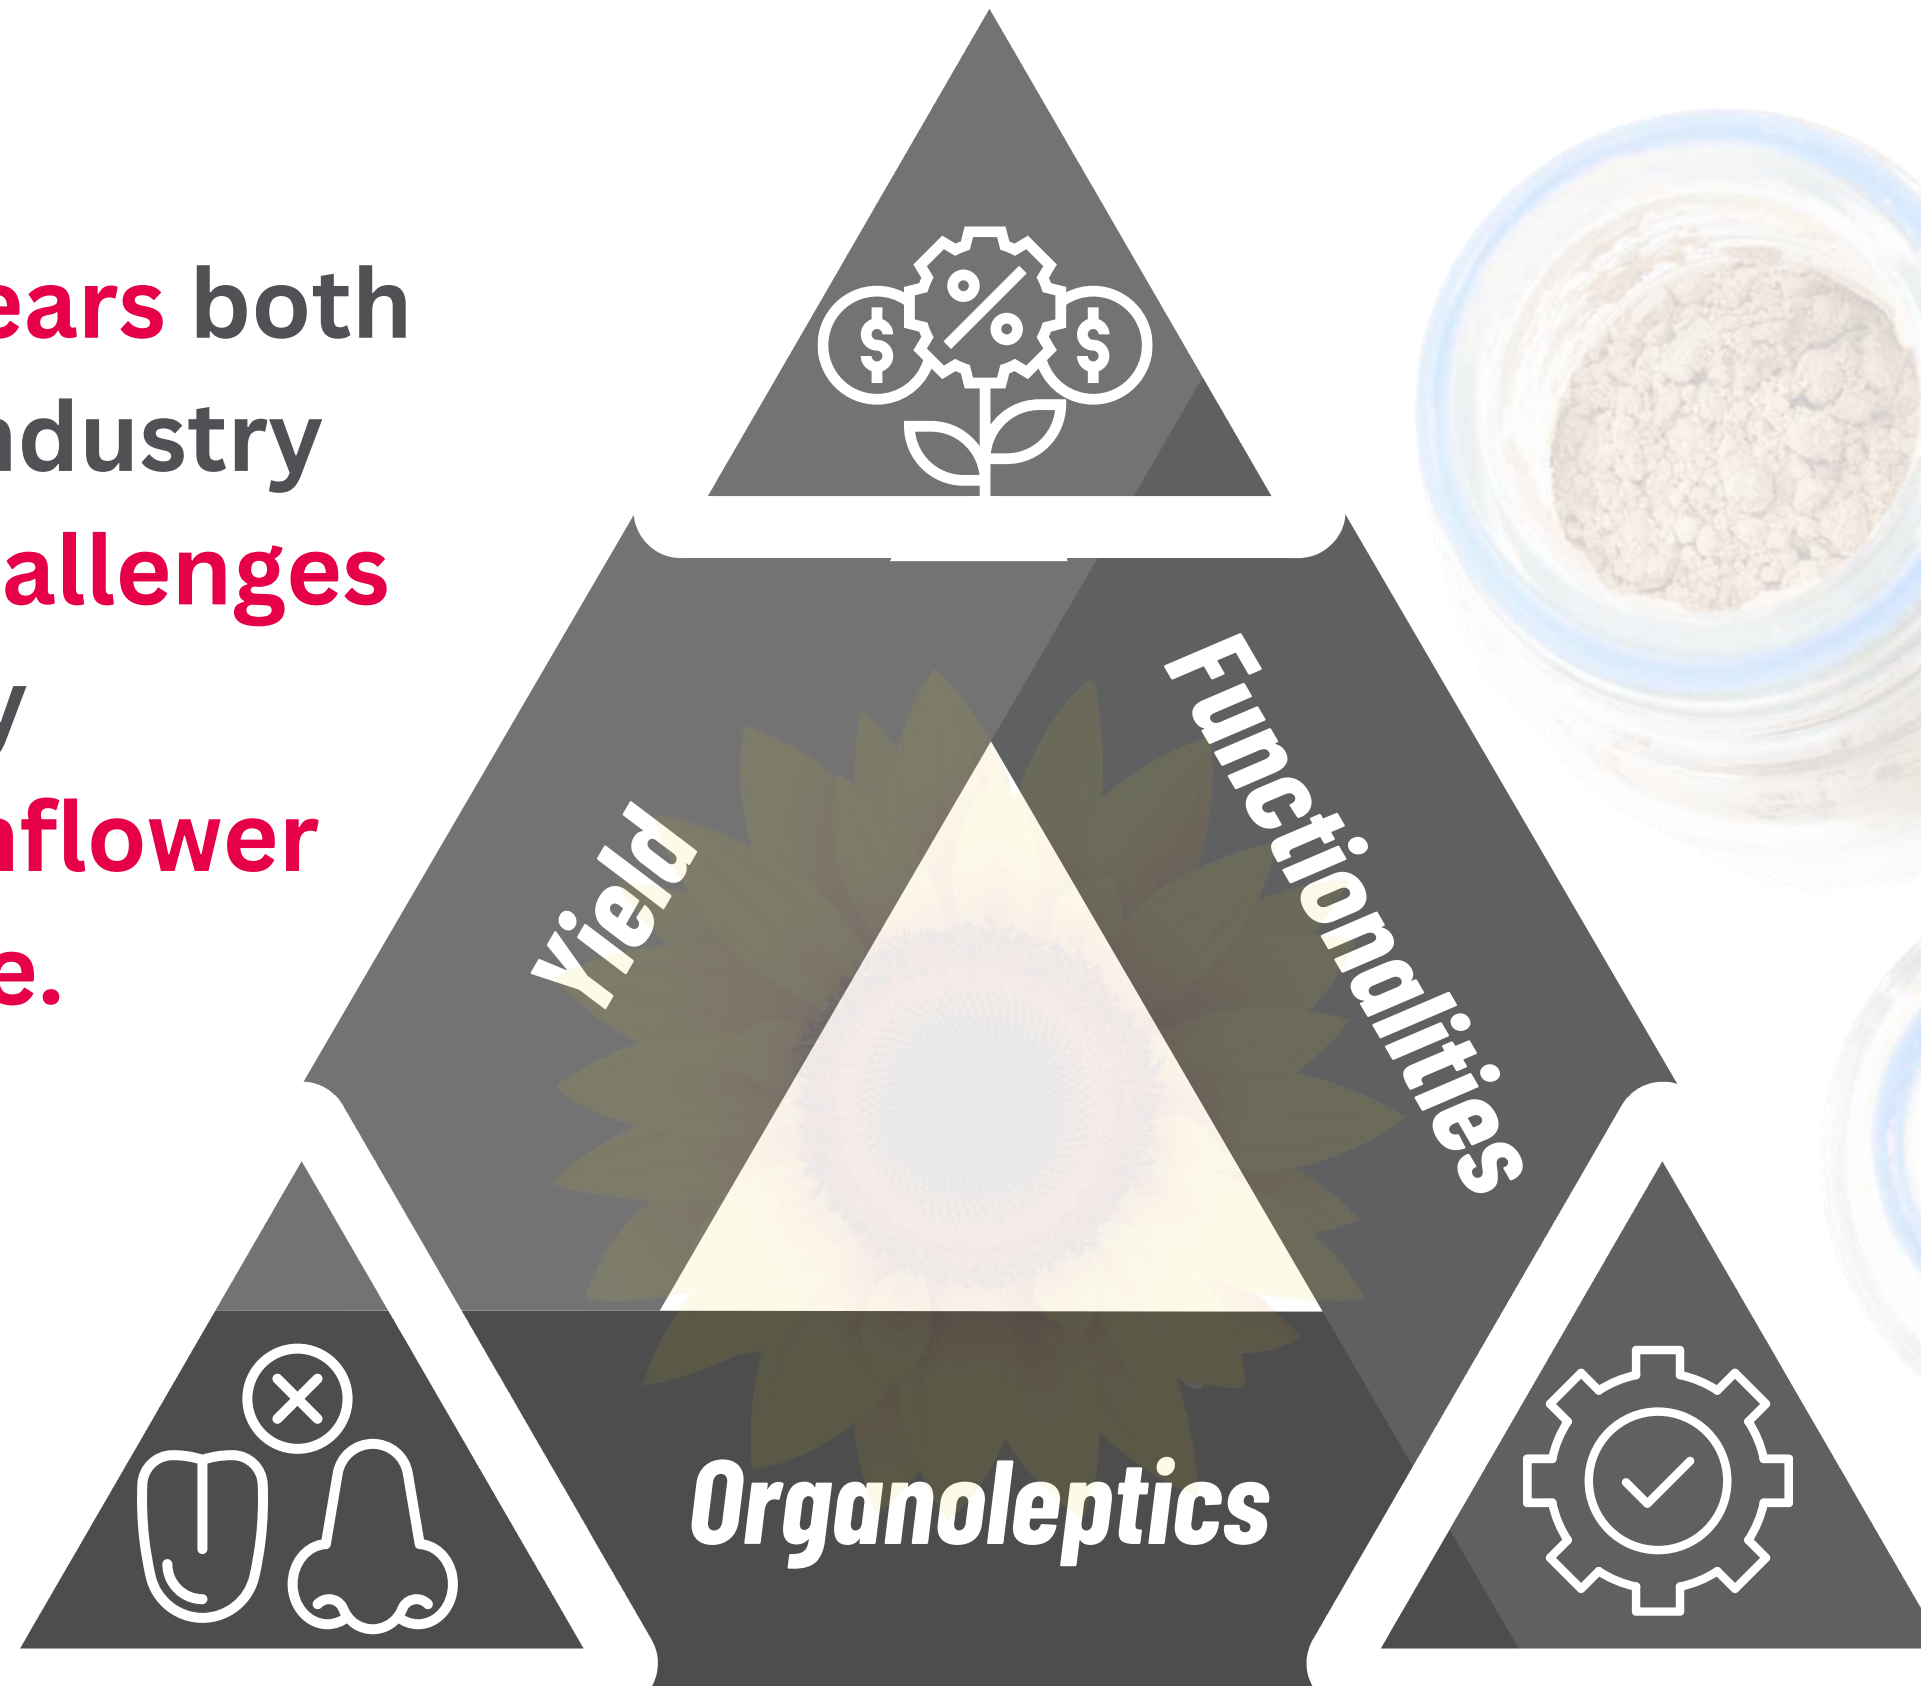 ears both
ndustry
allenges
y
nflower
e.
Yield
Functionalities
Organoleptics